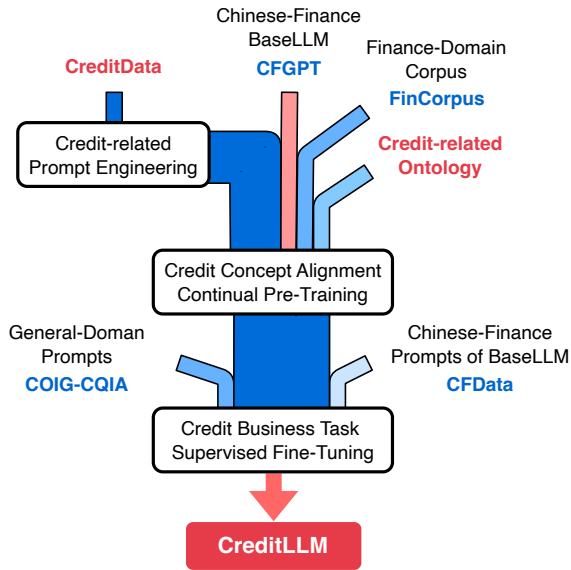 Chinese-Finance
BaseLLM
CFGPT
CreditData
Finance-Domain
Corpus
FinCorpus
Credit-related
Prompt Engineering
Credit-related
Ontology
Credit Concept Alignment
Continual Pre-Training
General-Doman
Prompts
COIG-CQIA
Chinese-Finance
Prompts of BaseLLM
CFData
Credit Business Task
Supervised Fine-Tuning
CreditLLM